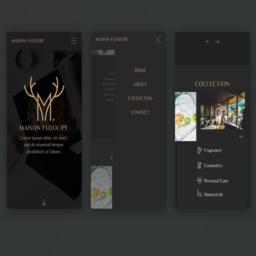 MAISON FLOOLIPE
M
MAISON FLOOLIPE
Lorem ipsum dolor sit amet,
sed do eiusmod tempor
incididunt ut labore
MAISON FLOOLIPE
HOME
ABOUT
COLLECTION
CONTACT
COLLECTION
Fragrance
Cosmetics
Personal Care
Homestyle